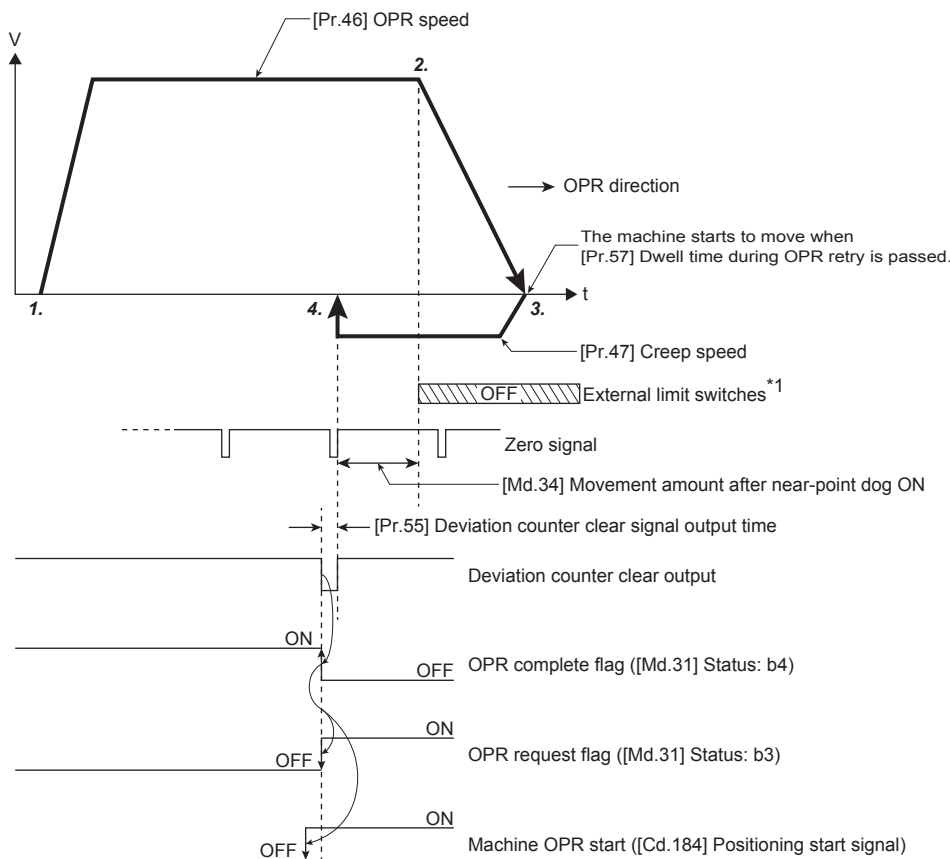 [Pr.46] OPR speed
V
2.
OPR direction
The machine starts to move when
[Pr.57] Dwell time during OPR retry is passed.
1.
4.
3.
t
[Pr.47] Creep speed
OFF
External limit switches*1
Zero signal
[Md.34] Movement amount after near-point dog ON
[Pr.55] Deviation counter clear signal output time
Deviation counter clear output
ON
OFF
OPR complete flag ([Md.31] Status: b4)
ON
OFF
OPR request flag ([Md.31] Status: b3)
ON
OFF
Machine OPR start ([Cd.184] Positioning start signal)